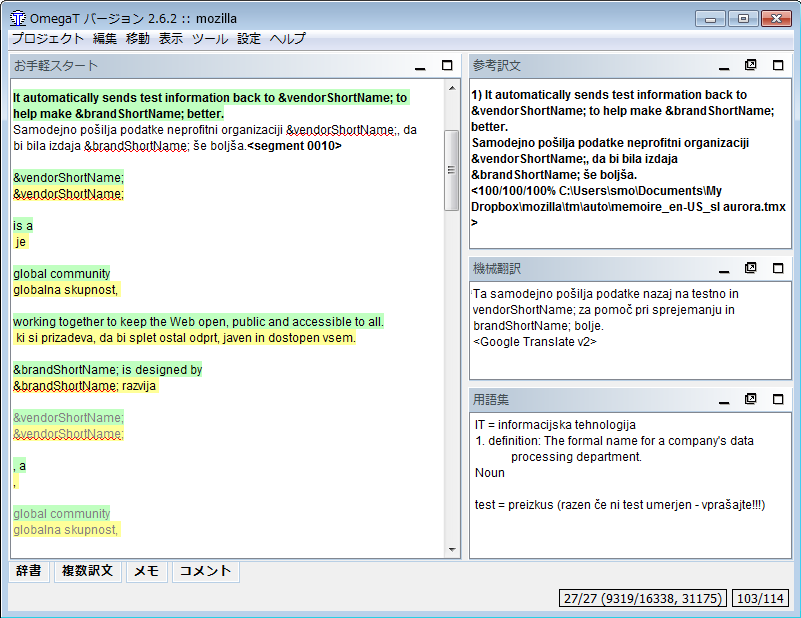 OmegaT バージョン 2.6.2 :: mozilla
プロジェクト 編集 移動 表示 ツール 設定 ヘルプ
お手軽スタート
It automatically sends test information back to &vendorShortName; to
help make &brandShortName; better.
Samodejno pošilja podatke neprofitni organizaciji &vendorShortName;, da
bi bila izdaja &brandShortName; še boljša.<segment 0010>
&vendorShortName;
&vendorShortName;
is a
je
global community
globalna skupnost,
working together to keep the Web open, public and accessible to all.
ki si prizadeva, da bi splet ostal odprt, javen in dostopen vsem.
&brandShortName; is designed by
&brandShortName; razvija
&vendorShortName;
&vendorShortName;
, a
,
global community
globalna skupnost,
参考訳文
1) It automatically sends test information back to
&vendorShortName; to help make &brandShortName;
better.
Samodejno pošilja podatke neprofitni organizaciji
&vendorShortName;, da bi bila izdaja
&brandShortName; še boljša.
<100/100/100% C:\Users\smo\Documents\My
Dropbox\mozilla\tm\auto\memoire_en-US_sl aurora.tmx
>
機械翻訳
Ta samodejno pošilja podatke nazaj na testno in
vendorShortName; za pomoč pri sprejemanju in
brandShortName; bolje.
<Google Translate v2>
用語集
IT = informacijska tehnologija
1. definition: The formal name for a company's data
processing department.
Noun
test = preizkus (razen če ni test umerjen - vprašajte!!!)
辞書 複数訳文 メモ コメント
27/27 (9319/16338, 31175) 103/114